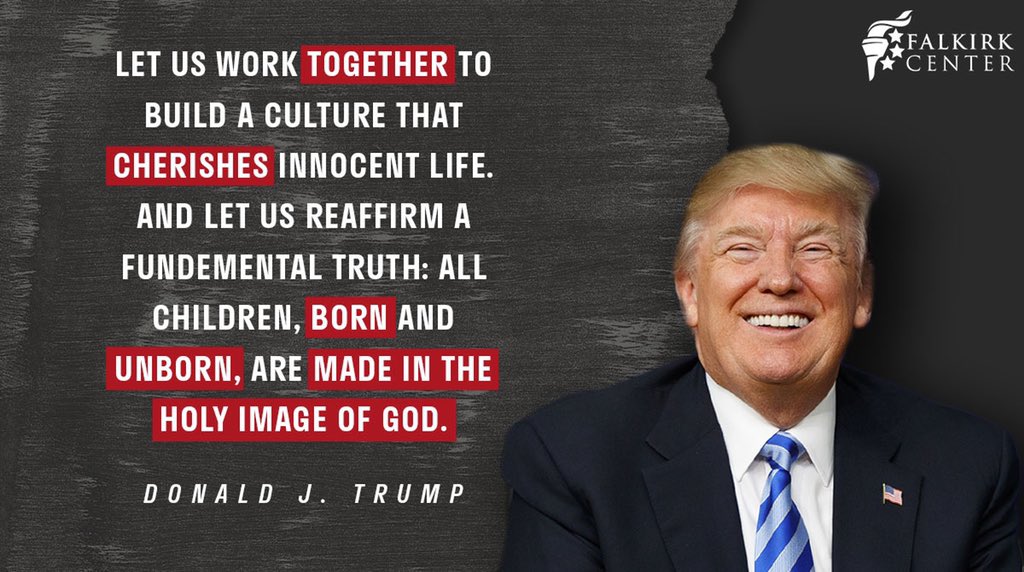 LET US WORK TOGETHER TO
BUILD A CULTURE THAT
CHERISHES INNOCENT LIFE.
AND LET US REAFFIRM A
FUNDEMENTAL TRUTH: ALL
CHILDREN, BORN AND
UNBORN, ARE MADE IN THE
HOLY IMAGE OF GOD.
DONALD J. TRUMP
FALKIRK
CENTER